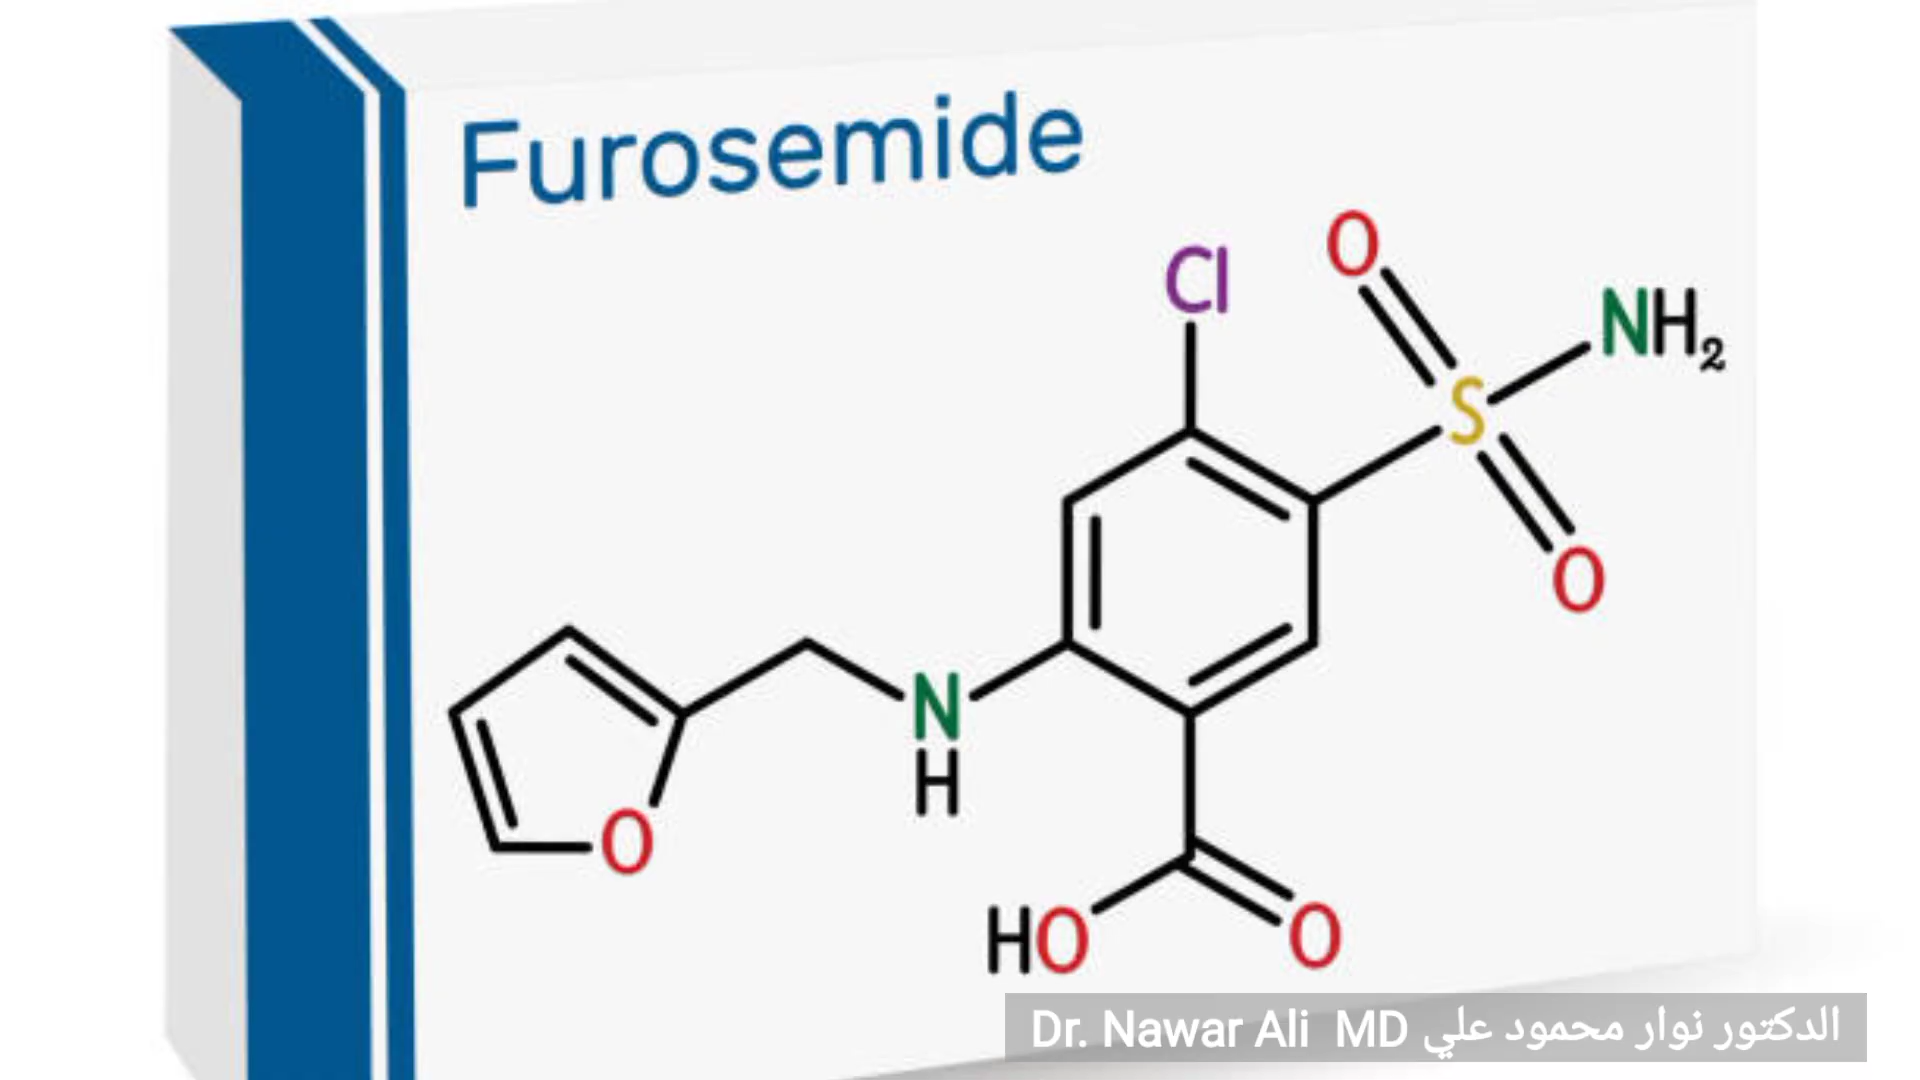 Furosemide
Cl
O
NH₂
S
O
N
H
O
HO
O
Dr. Nawar Ali MD الدكتور نوار محمود علي